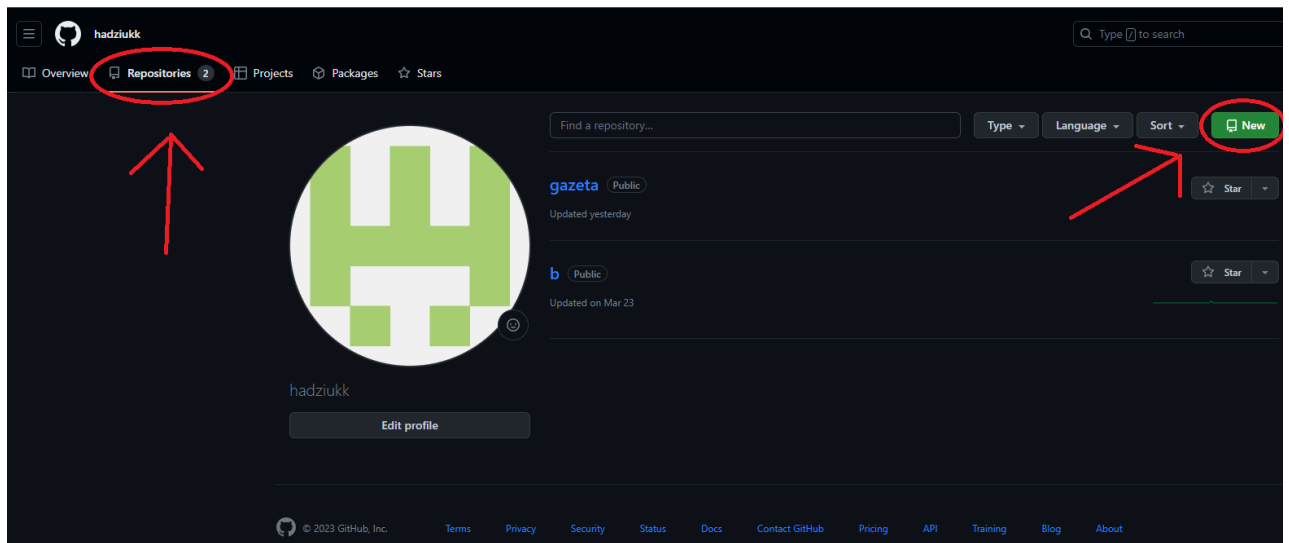 hadziukk
Type / to search
Overview Repositories 2 Projects Packages Stars
Find a repository... Type Language Sort New
gazeta Public Star
Updated yesterday
b Public Star
Updated on Mar 23
hadziukk
Edit profile
© 2023 GitHub, Inc. Terms Privacy Security Status Docs Contact GitHub Pricing API Training Blog About